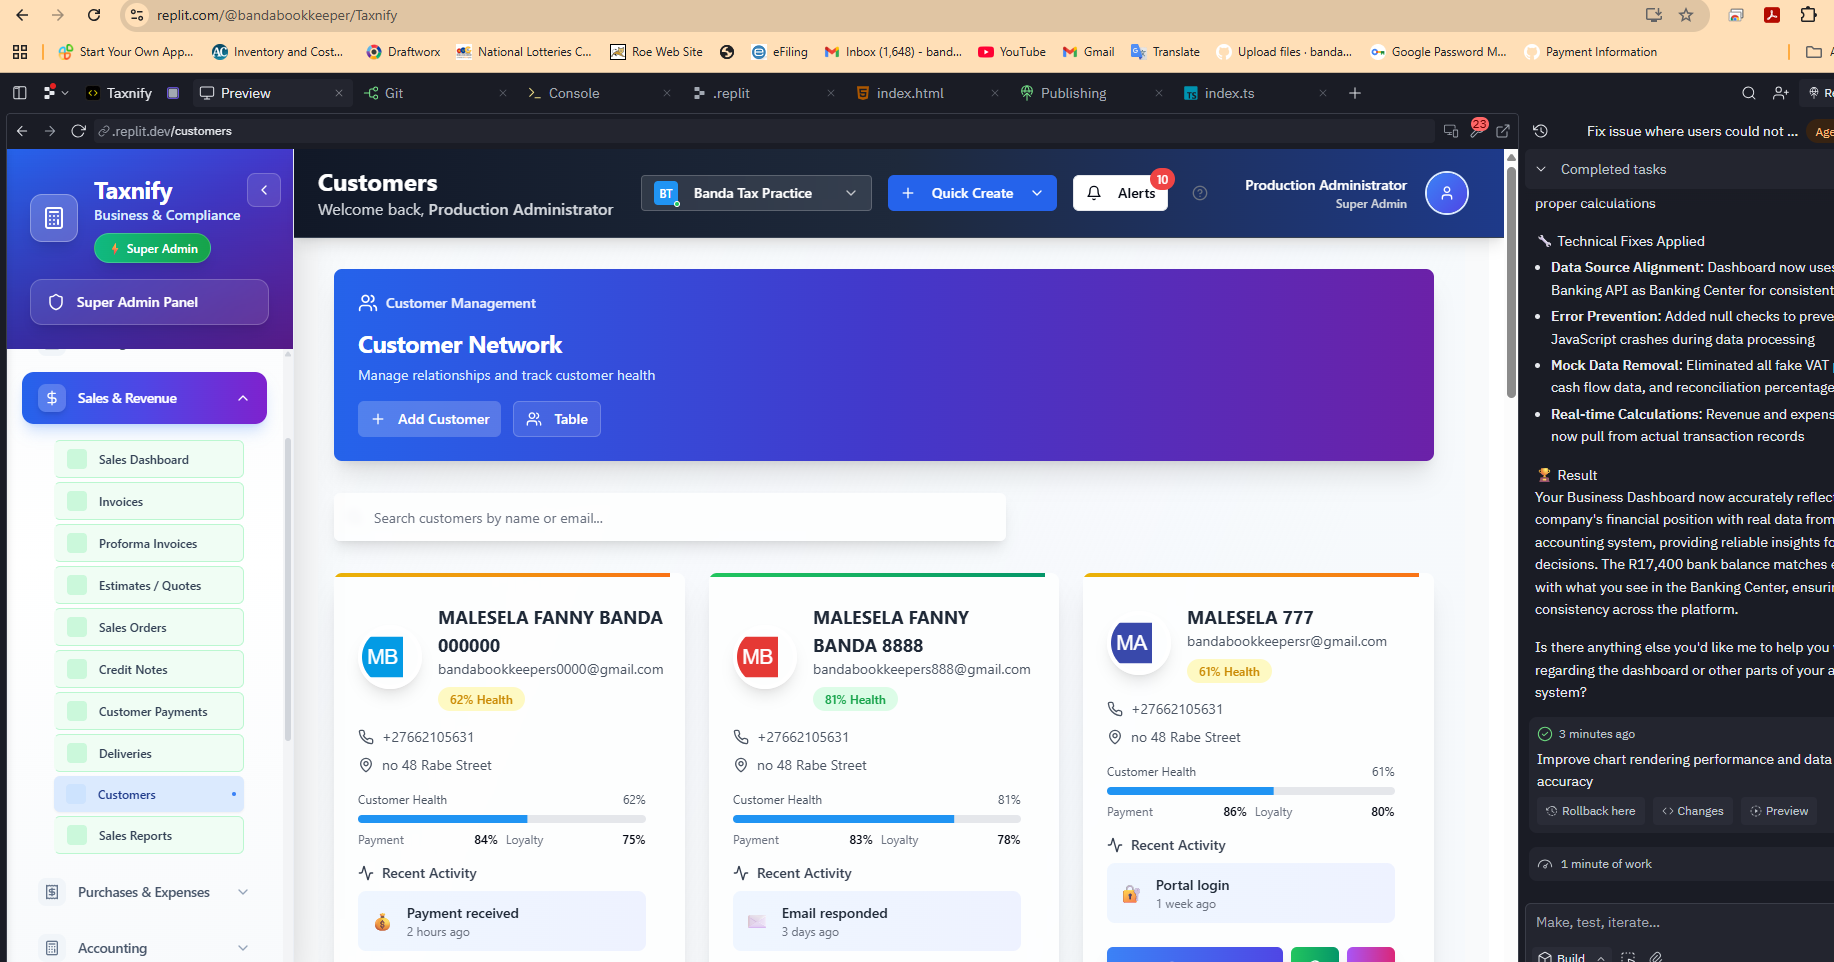 replit.com/@bandabookkeeper/Taxnify
Start Your Own App...
Inventory and Cost...
Draftworx
National Lotteries C...
Roe Web Site
eFiling
Inbox (1,648) - band...
YouTube
Gmail
Translate
Upload files · banda...
Google Password M...
Payment Information
Taxnify
Preview
Git
Console
.replit
index.html
Publishing
index.ts
Re
.replit.dev/customers
23
Fix issue where users could not ...
Age
Taxnify
Business & Compliance
Super Admin
Super Admin Panel
Customers
Welcome back, Production Administrator
BT Banda Tax Practice
Quick Create
Alerts
10
Production Administrator
Super Admin
Sales & Revenue
Sales Dashboard
Invoices
Proforma Invoices
Estimates / Quotes
Sales Orders
Credit Notes
Customer Payments
Deliveries
Customers
Sales Reports
Purchases & Expenses
Accounting
Customer Management
Customer Network
Manage relationships and track customer health
Add Customer
Table
Search customers by name or email...
MB
MALESELA FANNY BANDA
000000
bandabookkeepers0000@gmail.com
62% Health
+27662105631
no 48 Rabe Street
Customer Health 62%
Payment 84% Loyalty 75%
Recent Activity
Payment received
2 hours ago
MB
MALESELA FANNY
BANDA 8888
bandabookkeepers888@gmail.com
81% Health
+27662105631
no 48 Rabe Street
Customer Health 81%
Payment 83% Loyalty 78%
Recent Activity
Email responded
3 days ago
MA
MALESELA 777
bandabookkeepersr@gmail.com
61% Health
+27662105631
no 48 Rabe Street
Customer Health 61%
Payment 86% Loyalty 80%
Recent Activity
Portal login
1 week ago
Completed tasks
proper calculations
Technical Fixes Applied
Data Source Alignment: Dashboard now uses
Banking API as Banking Center for consistent
Error Prevention: Added null checks to preve
JavaScript crashes during data processing
Mock Data Removal: Eliminated all fake VAT
cash flow data, and reconciliation percentage
Real-time Calculations: Revenue and expens
now pull from actual transaction records
Result
Your Business Dashboard now accurately reflect
company's financial position with real data from
accounting system, providing reliable insights fo
decisions. The R17,400 bank balance matches e
with what you see in the Banking Center, ensurin
consistency across the platform.
Is there anything else you'd like me to help you
regarding the dashboard or other parts of your a
system?
3 minutes ago
Improve chart rendering performance and data
accuracy
Rollback here
Changes
Preview
1 minute of work
Make, test, iterate...
Build